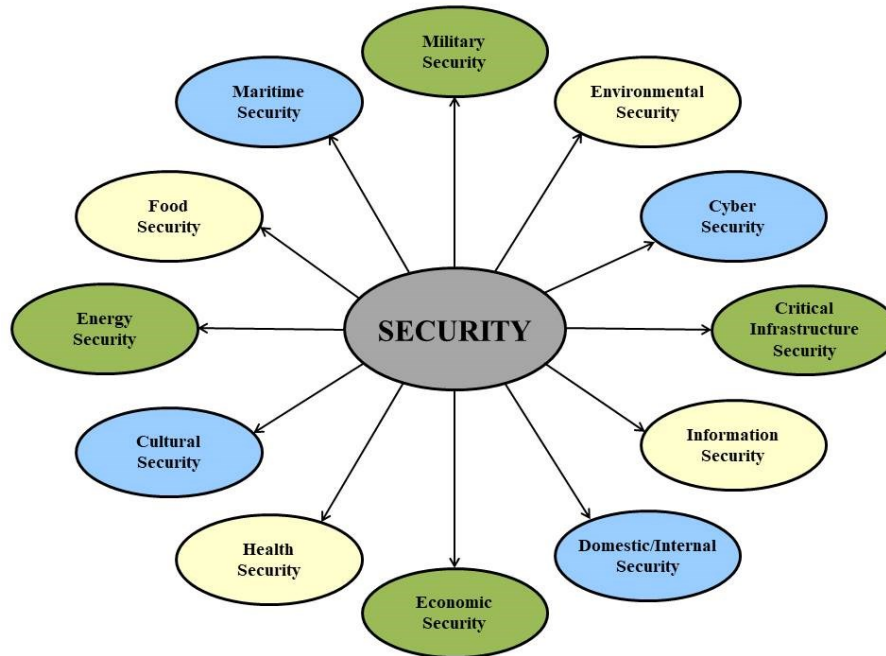 Military
Security
Maritime
Security
Environmental
Security
Food
Security
Cyber
Security
SECURITY
Energy
Security
Critical
Infrastructure
Security
Cultural
Security
Information
Security
Health
Security
Domestic/Internal
Security
Economic
Security